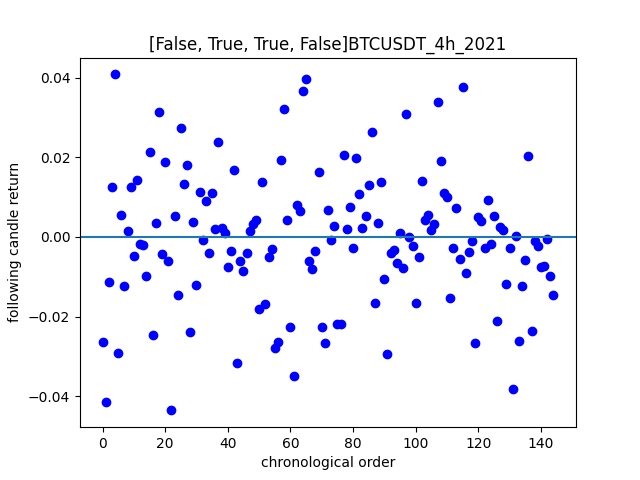 [False, True, True, False]BTCUSDT_4h_2021
0.04
0.02
0.00
−0.02
−0.04
following candle return
0 20 40 60 80 100 120 140
chronological order